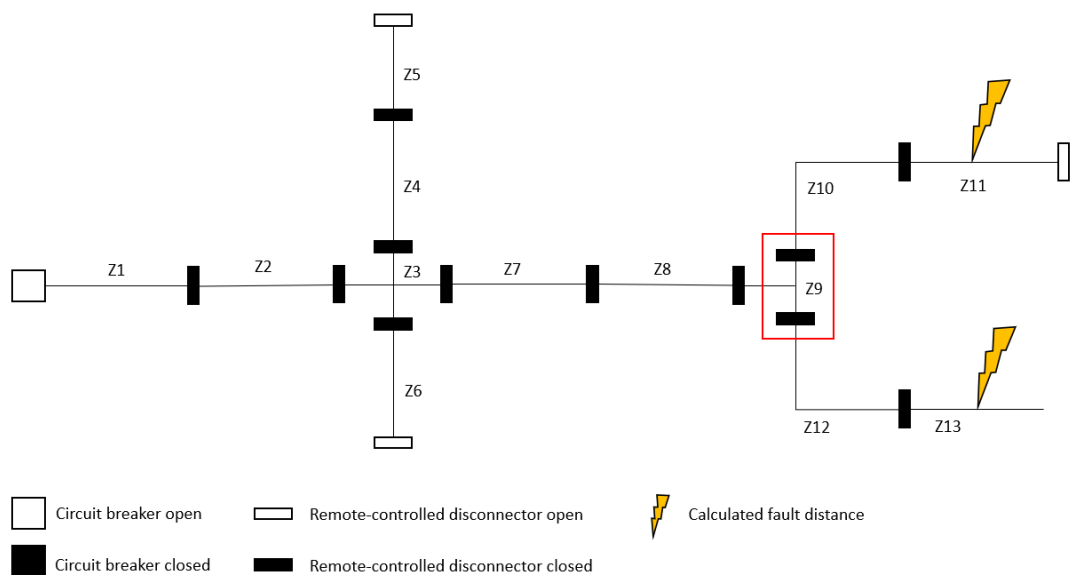 Z5
Z4
Z10
Z11
Z1
Z2
Z3
Z7
Z8
Z9
Z6
Z12
Z13
Circuit breaker open
Remote-controlled disconnector open
Calculated fault distance
Circuit breaker closed
Remote-controlled disconnector closed